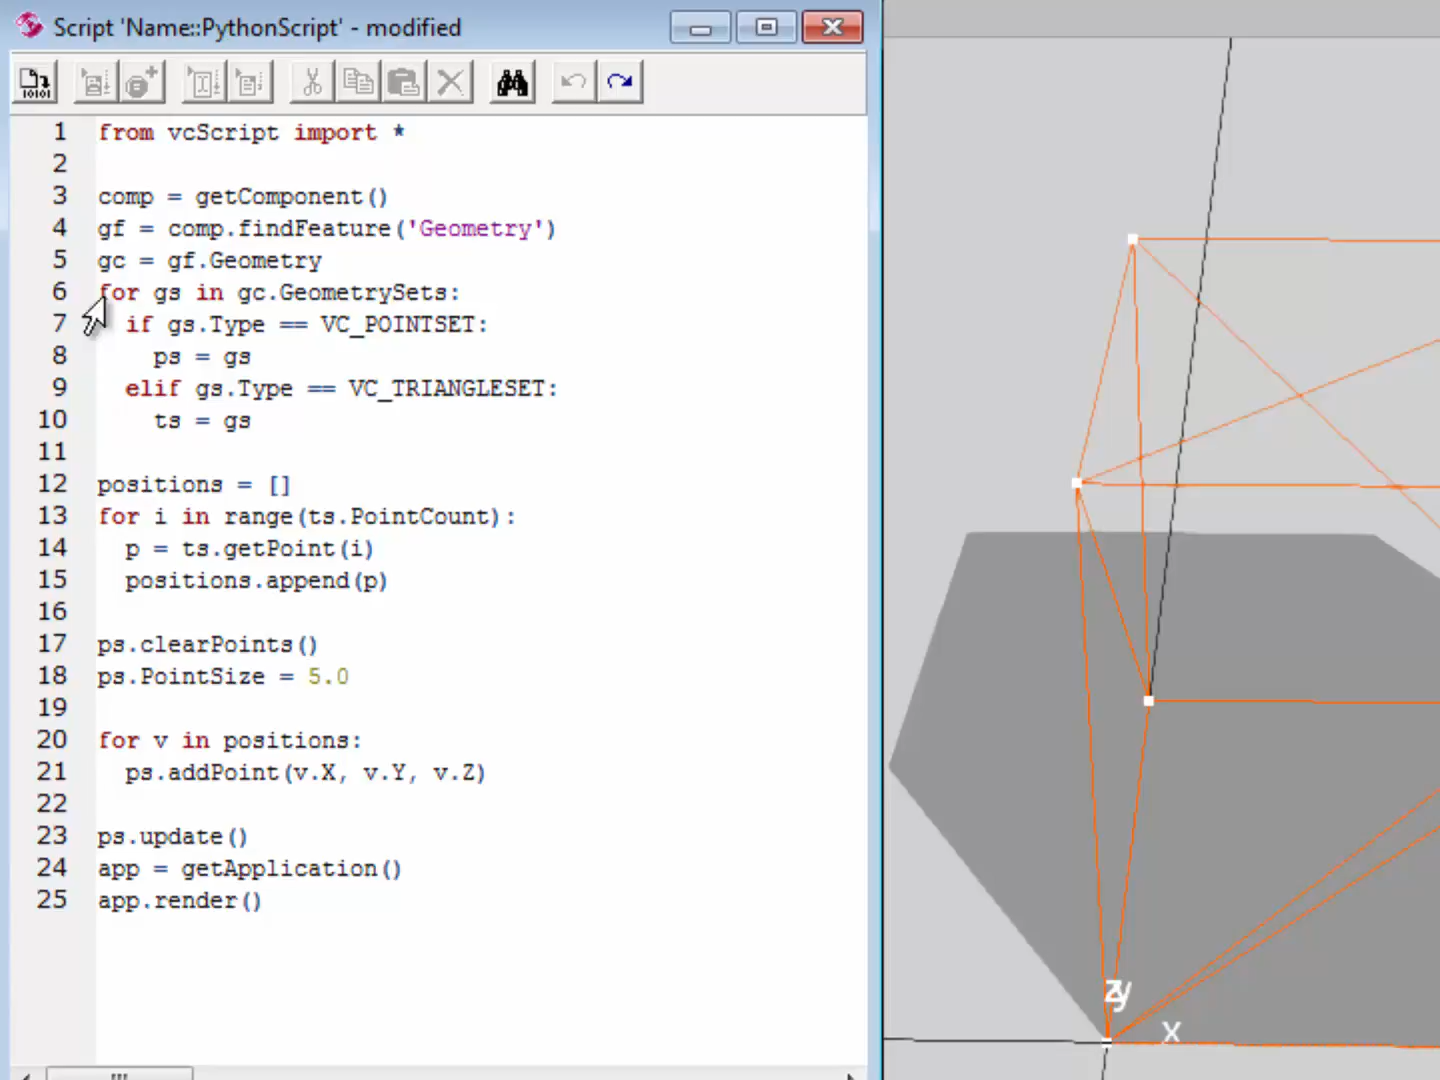 Script 'Name::PythonScript' - modified
1 from vcScript import *
2
3 comp = getComponent()
4 gf = comp.findFeature('Geometry')
5 gc = gf.Geometry
6 for gs in gc.GeometrySets:
7 if gs.Type == VC_POINTSET:
8 ps = gs
9 elif gs.Type == VC_TRIANGLESET:
10 ts = gs
11
12 positions = []
13 for i in range(ts.PointCount):
14 p = ts.getPoint(i)
15 positions.append(p)
16
17 ps.clearPoints()
18 ps.PointSize = 5.0
19
20 for v in positions:
21 ps.addPoint(v.X, v.Y, v.Z)
22
23 ps.update()
24 app = getApplication()
25 app.render()
z y
x